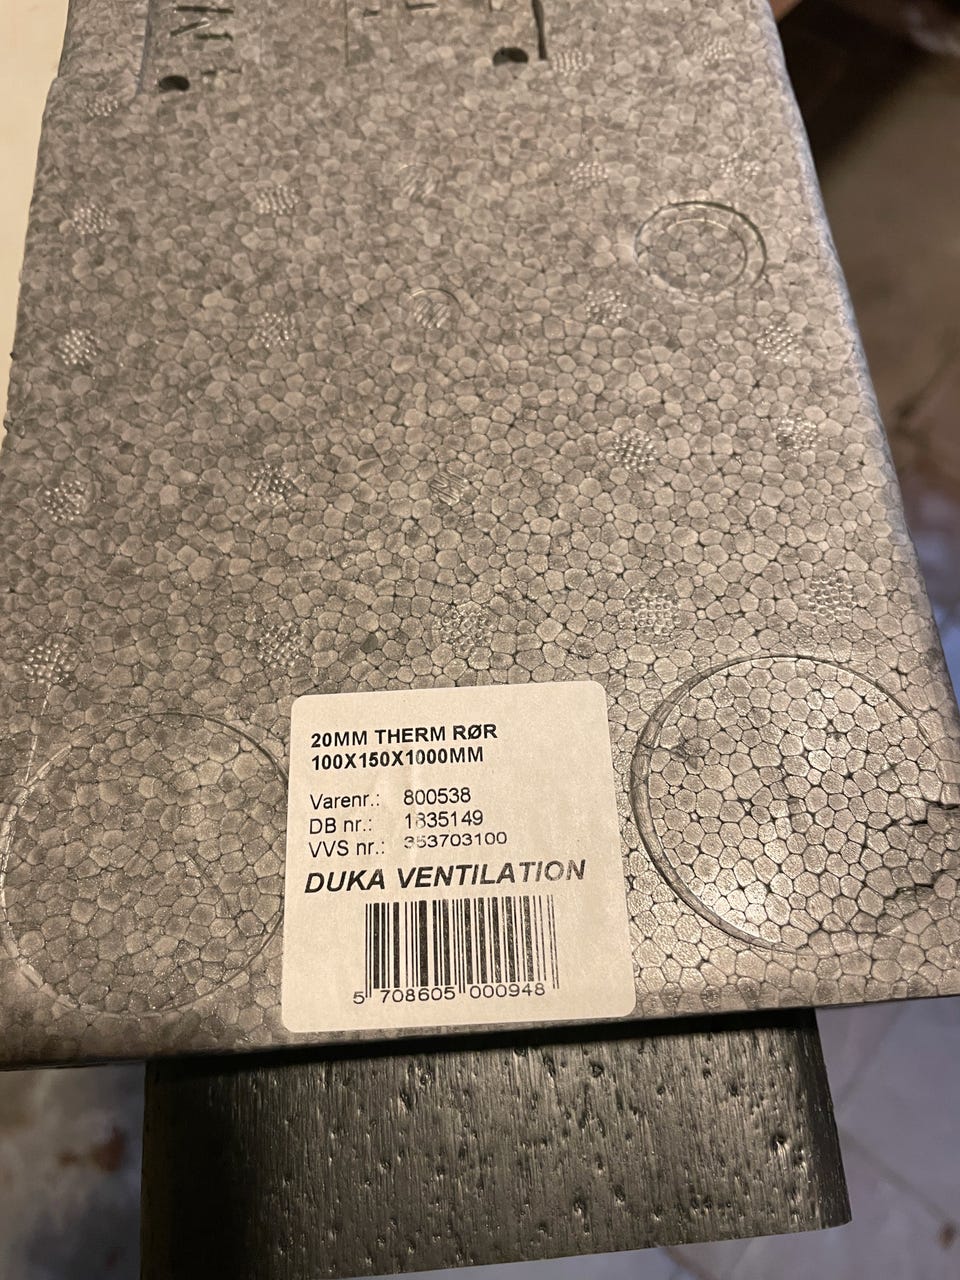 20MM THERM RØR
100X150X1000MM
Varenr.: 800538
DB nr.: 1835149
VVS nr.: 353703100
DUKA VENTILATION
5 708605 000948